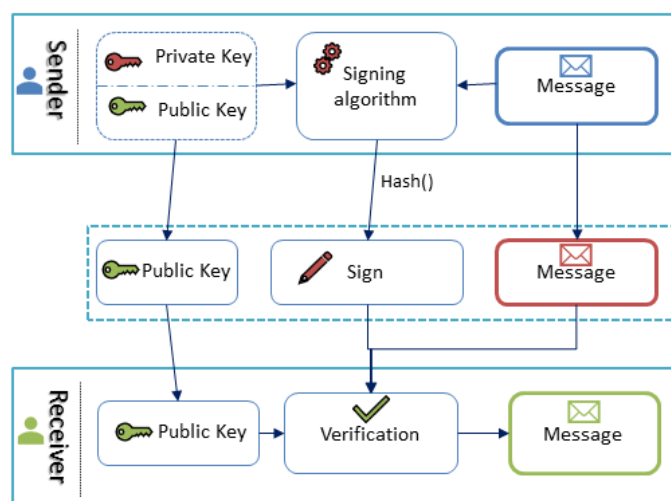 Sender
Private Key
Public Key
Signing
algorithm
Message
Hash()
Public Key
Sign
Message
Receiver
Public Key
Verification
Message